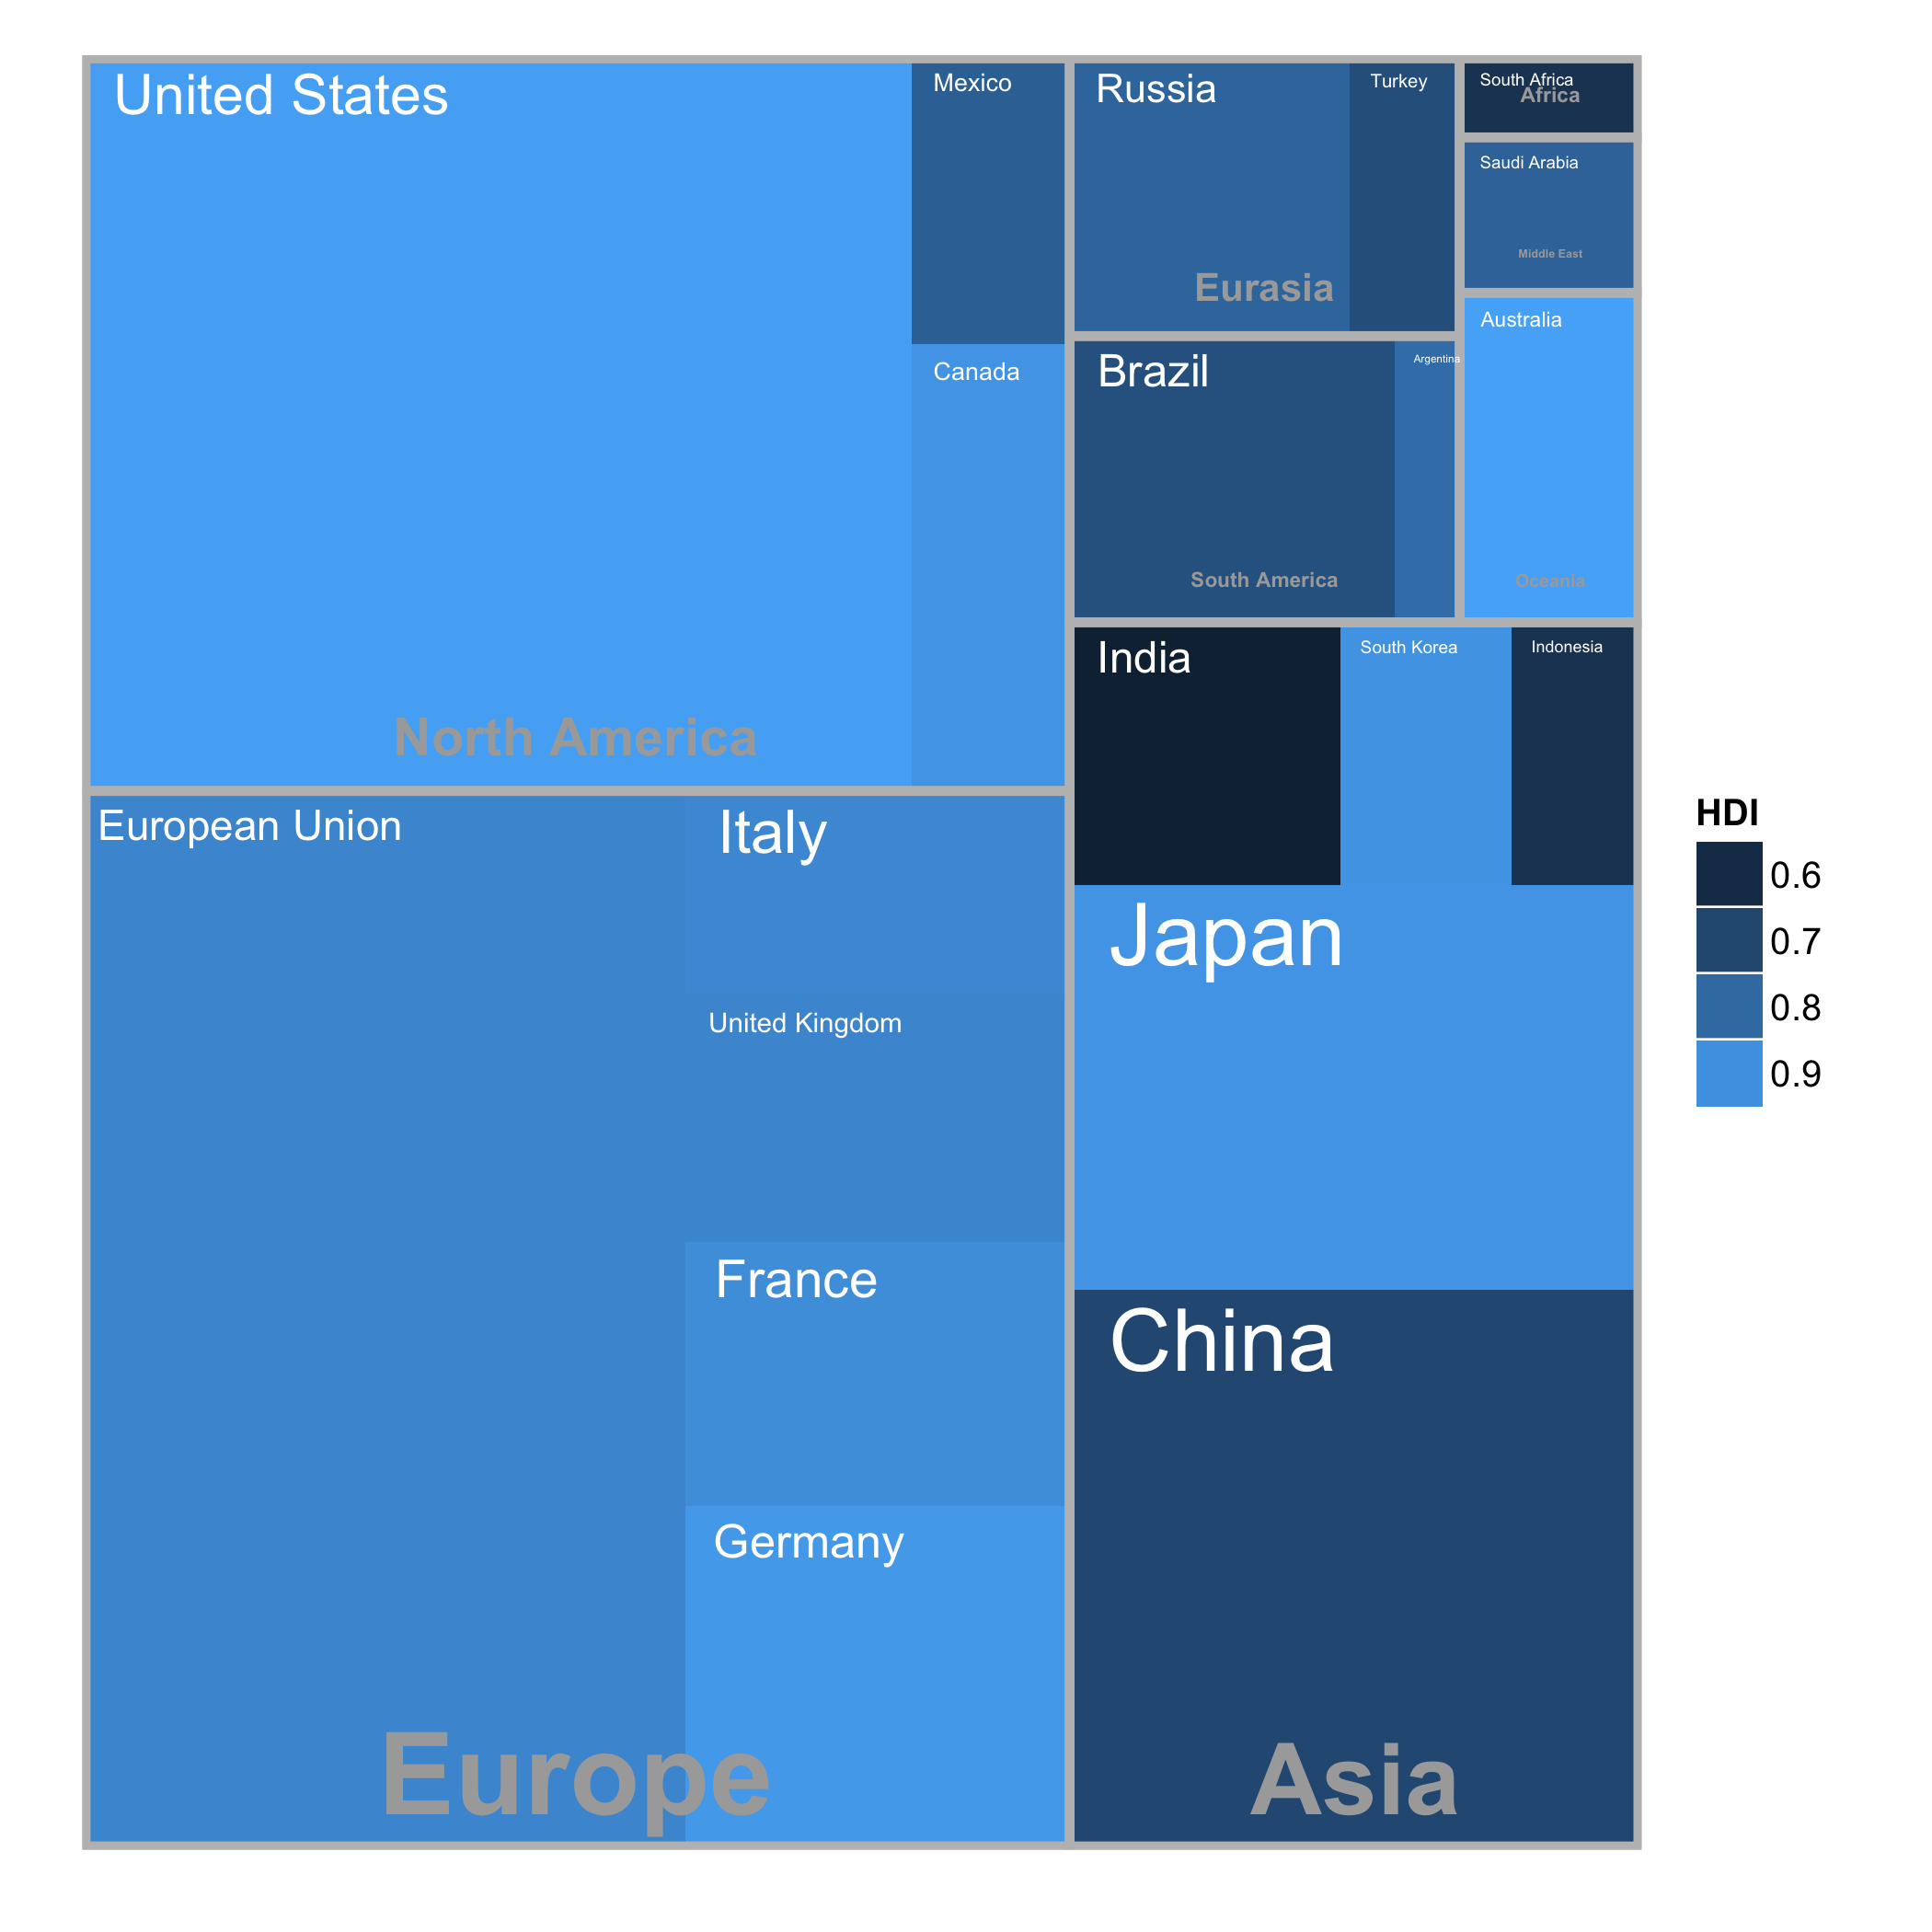 United States
Mexico
Canada
North America
Russia
Turkey
Eurasia
South Africa
Africa
Saudi Arabia
Middle East
Brazil
Argentina
South America
Australia
Oceania
European Union
Italy
United Kingdom
France
Germany
Europe
India
South Korea
Indonesia
Japan
China
Asia
HDI
0.6
0.7
0.8
0.9